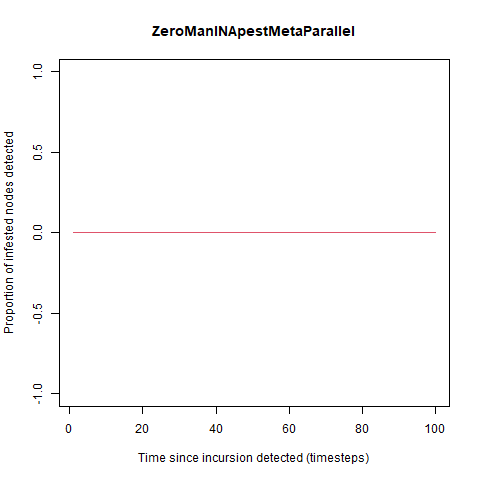 ZeroManINApestMetaParallel
Proportion of infested nodes detected
1.0
0.5
0.0
-0.5
-1.0
0 20 40 60 80 100
Time since incursion detected (timesteps)